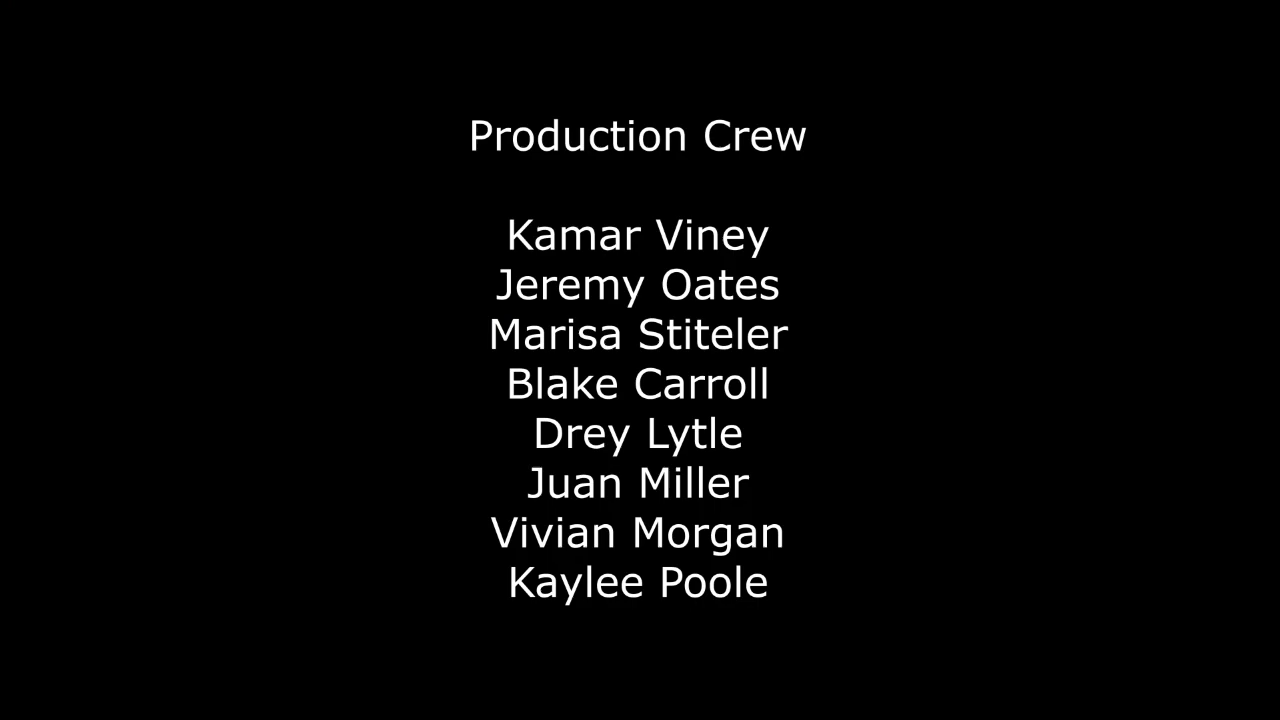 Production Crew
Kamar Viney
Jeremy Oates
Marisa Stiteler
Blake Carroll
Drey Lytle
Juan Miller
Vivian Morgan
Kaylee Poole